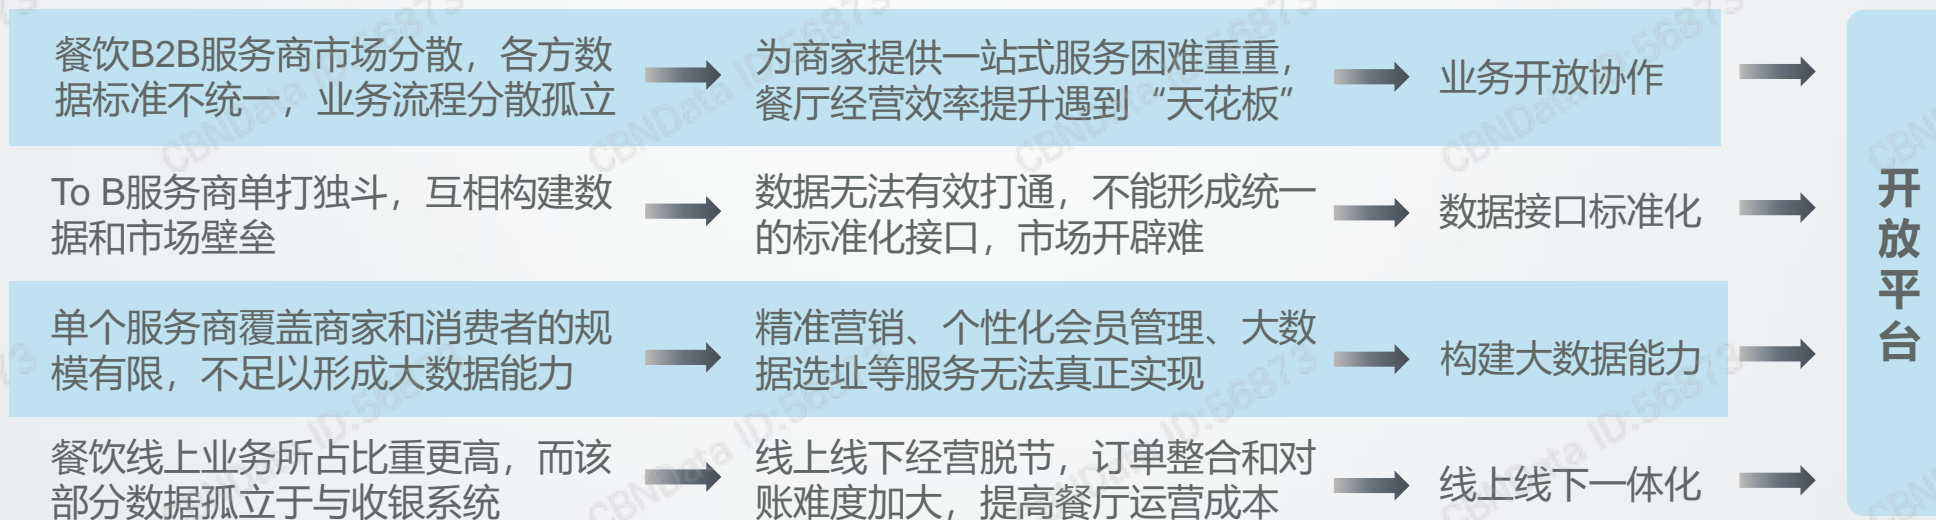 餐饮B2B服务商市场分散，各方数
据标准不统一，业务流程分散孤立
为商家提供一站式服务困难重重，
餐厅经营效率提升遇到“天花板”
业务开放协作
To B服务商单打独斗，互相构建数
据和市场壁垒
数据无法有效打通，不能形成统一
的标准化接口，市场开辟难
数据接口标准化
单个服务商覆盖商家和消费者的规
模有限，不足以形成大数据能力
精准营销、个性化会员管理、大数
据选址等服务无法真正实现
构建大数据能力
餐饮线上业务所占比重更高，而该
部分数据孤立于与收银系统
线上线下经营脱节，订单整合和对
账难度加大，提高餐厅运营成本
线上线下一体化
开放平台
CBNData ID:56873